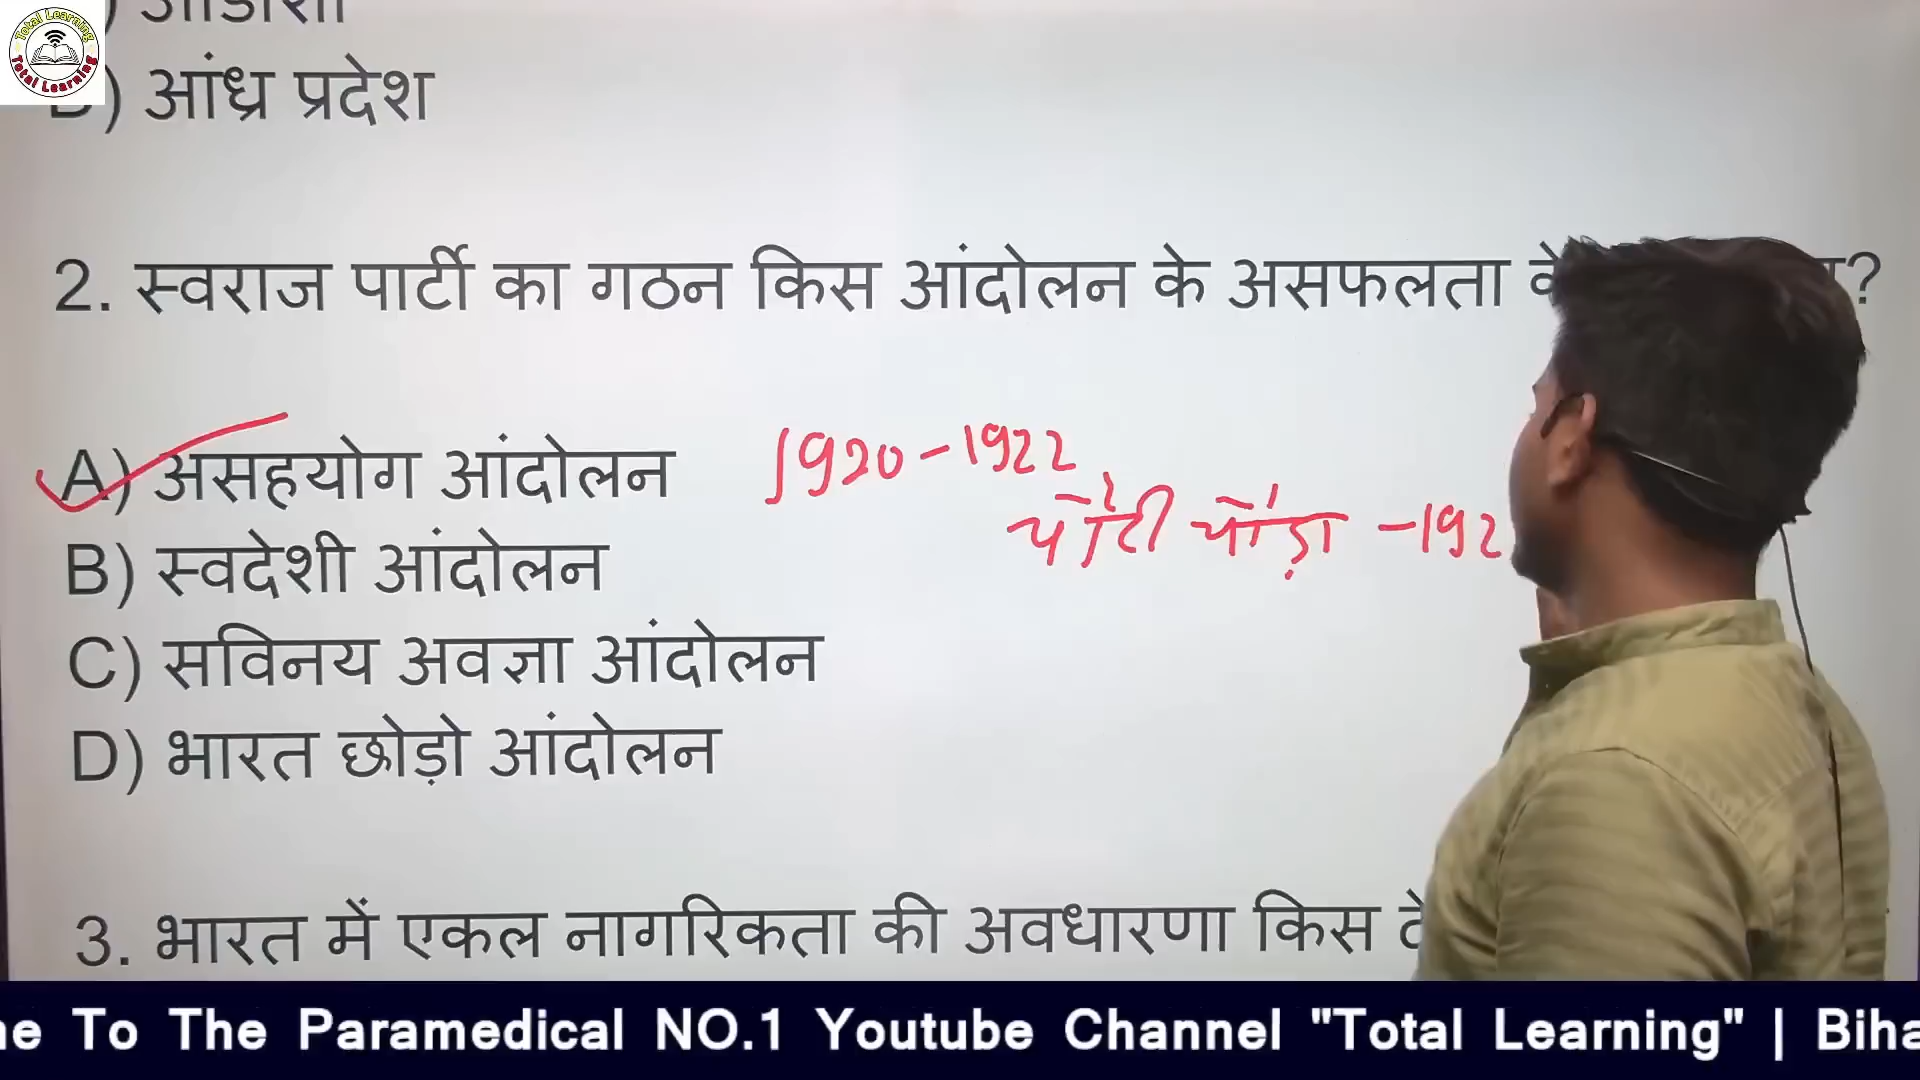 Total Learning
Total Learning
D) आंध्र प्रदेश
2. स्वराज पार्टी का गठन किस आंदोलन के असफलता के ?
A) असहयोग आंदोलन 1920-1922
चौरी चौड़ा -192
B) स्वदेशी आंदोलन
C) सविनय अवज्ञा आंदोलन
D) भारत छोड़ो आंदोलन
3. भारत में एकल नागरिकता की अवधारणा किस
ne To The Paramedical NO.1 Youtube Channel "Total Learning" | Biha